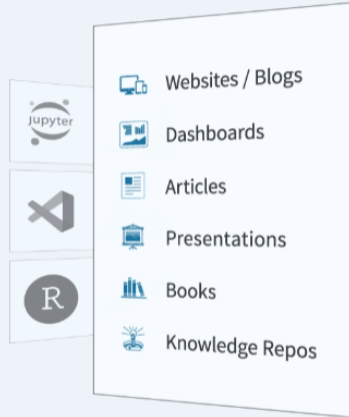 Websites / Blogs
Dashboards
jupyter
Articles
Presentations
R
Books
Knowledge Repos